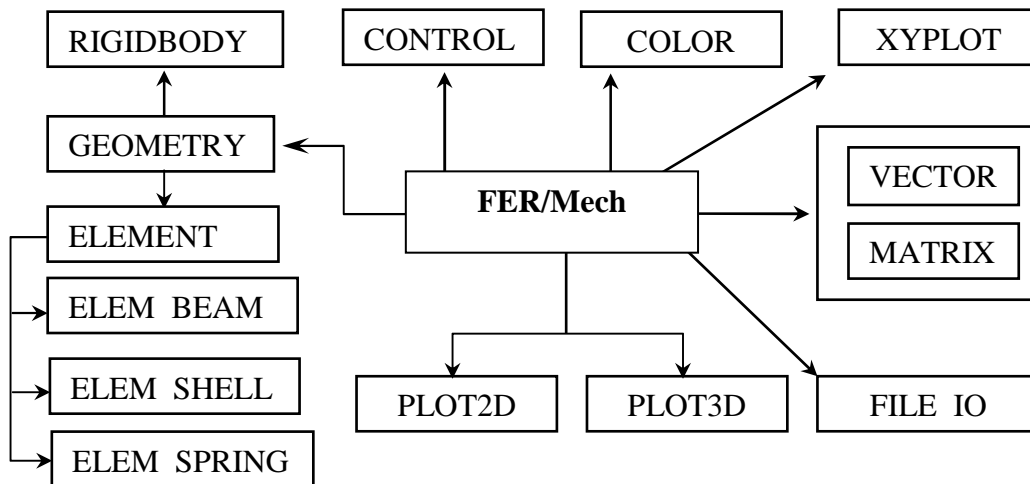 RIGIDBODY
CONTROL
COLOR
XYPLOT
GEOMETRY
FER/Mech
VECTOR
MATRIX
ELEMENT
ELEM BEAM
ELEM SHELL
ELEM SPRING
PLOT2D
PLOT3D
FILE IO